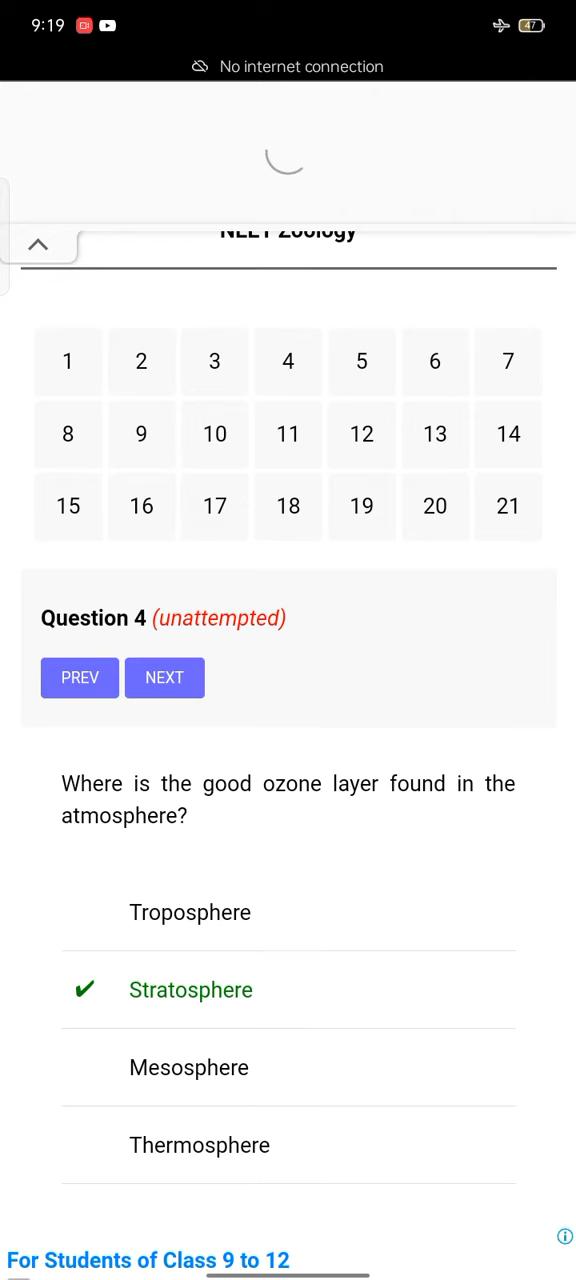 9:19
47
No internet connection
NEET Zoology
1 2 3 4 5 6 7
8 9 10 11 12 13 14
15 16 17 18 19 20 21
Question 4 (unattempted)
PREV NEXT
Where is the good ozone layer found in the
atmosphere?
Troposphere
Stratosphere
Mesosphere
Thermosphere
For Students of Class 9 to 12